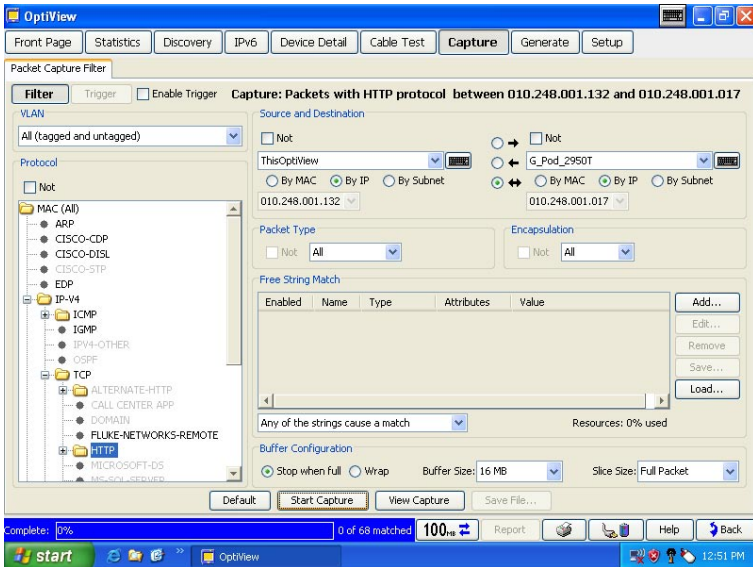 OptiView
Front Page Statistics Discovery IPv6 Device Detail Cable Test Capture Generate Setup
Packet Capture Filter
Filter Trigger Enable Trigger Capture: Packets with HTTP protocol between 010.248.001.132 and 010.248.001.017
VLAN
All (tagged and untagged)
Protocol
Not
MAC (All)
ARP
CISCO-CDP
CISCO-DISL
CISCO-STP
EDP
IP-V4
ICMP
IGMP
IPV4-OTHER
OSPF
TCP
ALTERNATE-HTTP
CALL CENTER APP
DOMAIN
FLUKE-NETWORKS-REMOTE
HTTP
MICROSOFT-DS
MS-SQL-SERVER
Source and Destination
Not Not
ThisOptiView G_Pod_2950T
By MAC By IP By Subnet By MAC By IP By Subnet
010.248.001.132 010.248.001.017
Packet Type Encapsulation
Not All Not All
Free String Match
Enabled Name Type Attributes Value Add...
Edit...
Remove
Save...
Load...
Any of the strings cause a match Resources: 0% used
Buffer Configuration
Stop when full Wrap Buffer Size: 16 MB Slice Size: Full Packet
Default Start Capture View Capture Save File...
Complete: 0% 0 of 68 matched 100MB Report Help Back
start OptiView 12:51 PM